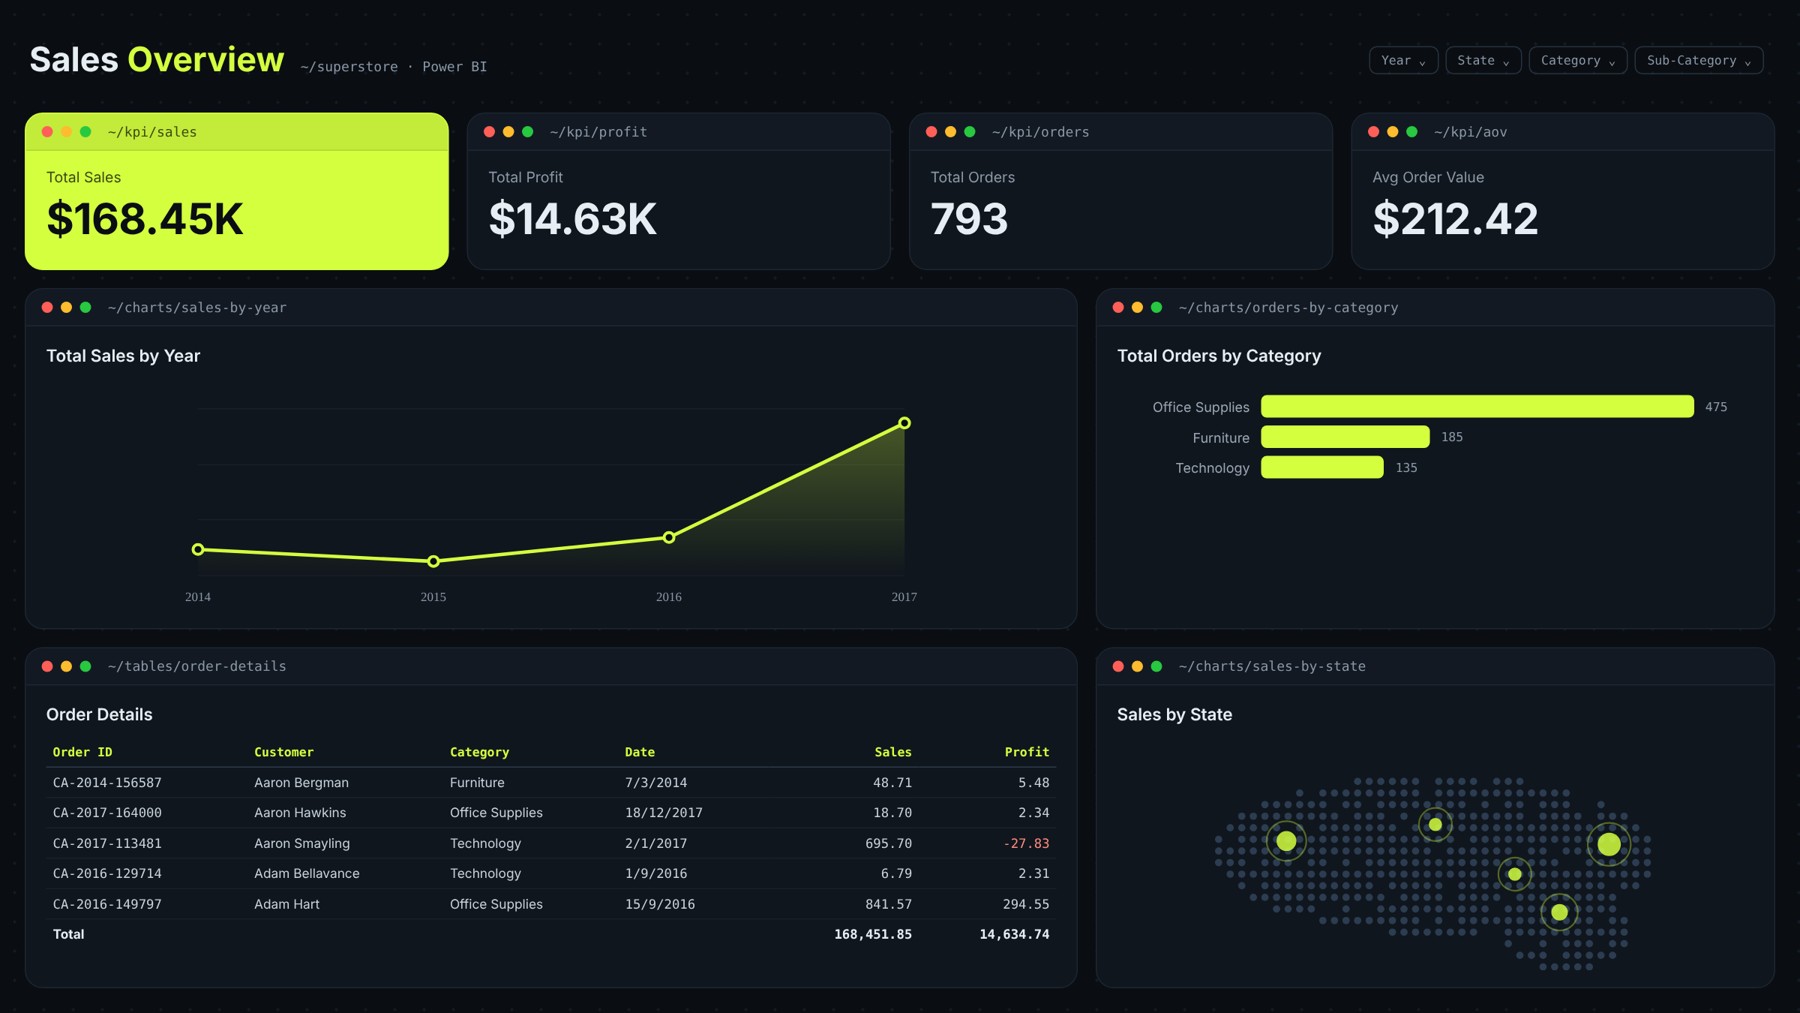 Sales Overview ~/superstore · Power BI
Year State Category Sub-Category
~/kpi/sales
Total Sales
$168.45K
~/kpi/profit
Total Profit
$14.63K
~/kpi/orders
Total Orders
793
~/kpi/aov
Avg Order Value
$212.42
~/charts/sales-by-year
Total Sales by Year
2014 2015 2016 2017
~/charts/orders-by-category
Total Orders by Category
Office Supplies 475
Furniture 185
Technology 135
~/tables/order-details
Order Details
Order ID Customer Category Date Sales Profit
CA-2014-156587 Aaron Bergman Furniture 7/3/2014 48.71 5.48
CA-2017-164000 Aaron Hawkins Office Supplies 18/12/2017 18.70 2.34
CA-2017-113481 Aaron Smayling Technology 2/1/2017 695.70 -27.83
CA-2016-129714 Adam Bellavance Technology 1/9/2016 6.79 2.31
CA-2016-149797 Adam Hart Office Supplies 15/9/2016 841.57 294.55
Total 168,451.85 14,634.74
~/charts/sales-by-state
Sales by State